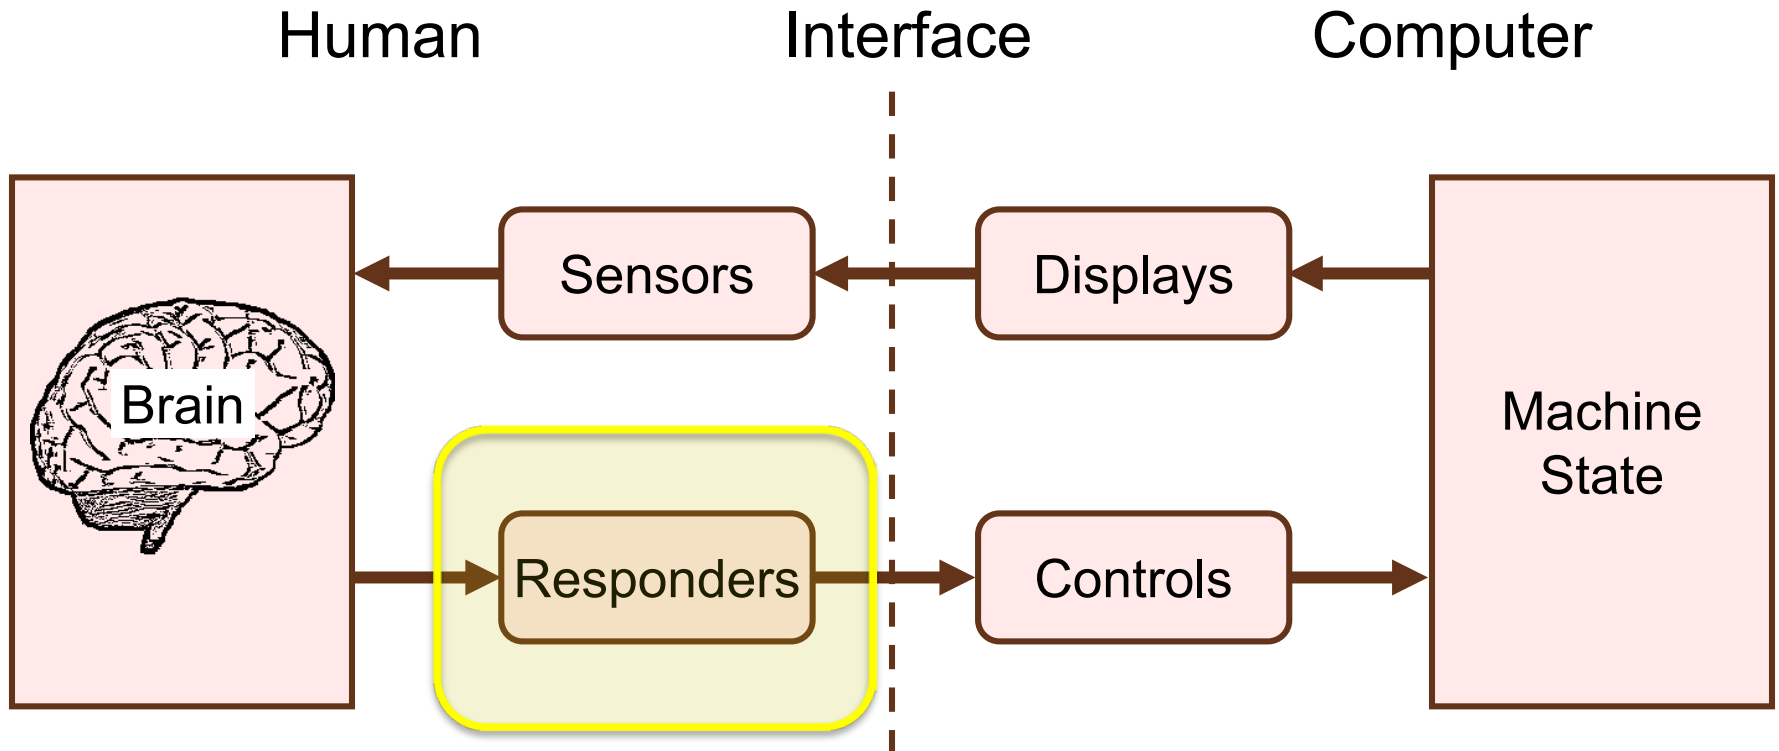 Human
Interface
Computer
Sensors
Displays
Brain
Machine
State
Responders
Controls